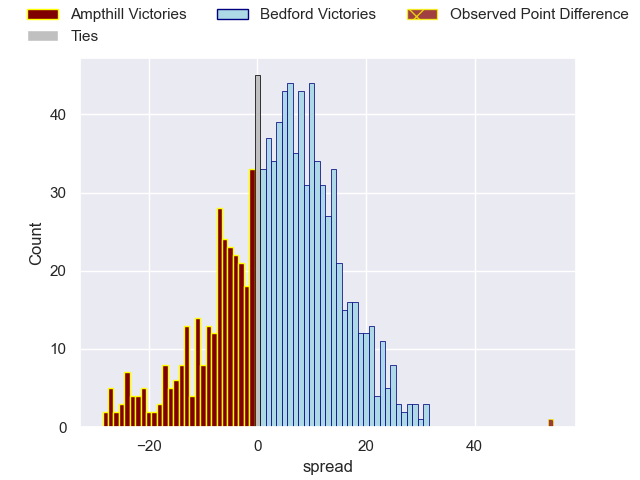 Ampthill Victories
Bedford Victories
Observed Point Difference
Ties
Count
40
30
20
10
0
−20
0
20
40
spread